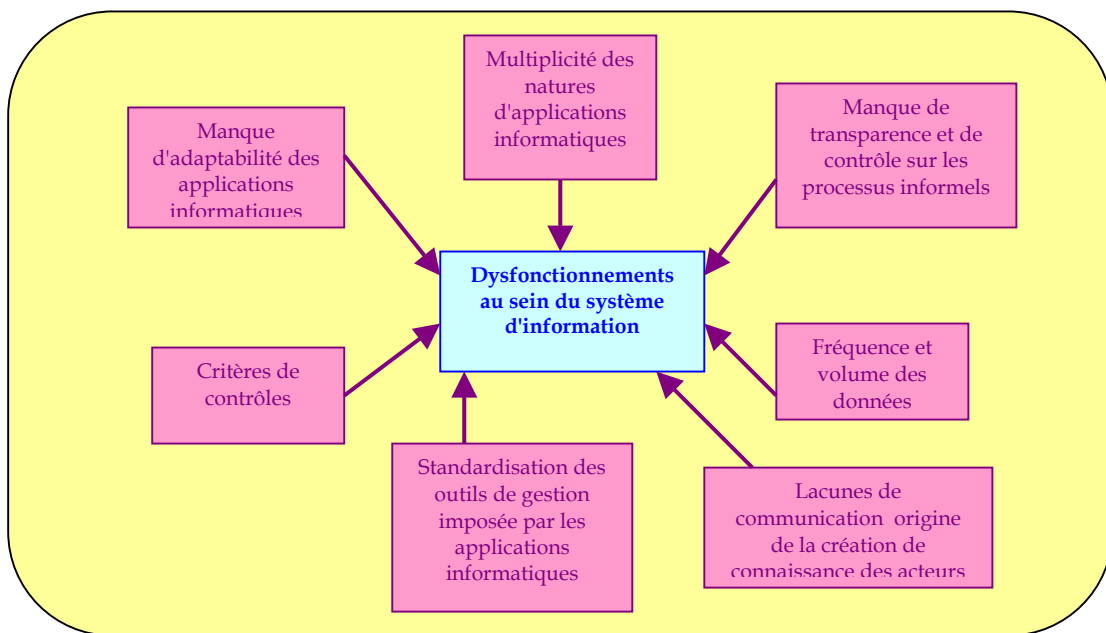 Multiplicité des
natures
d'applications
informatiques
Manque
d'adaptabilité des
applications
informatiques
Manque de
transparence et de
contrôle sur les
processus informels
Dysfonctionnements
au sein du système
d'information
Critères de
contrôles
Fréquence et
volume des
données
Standardisation des
outils de gestion
imposée par les
applications
informatiques
Lacunes de
communication origine
de la création de
connaissance des acteurs